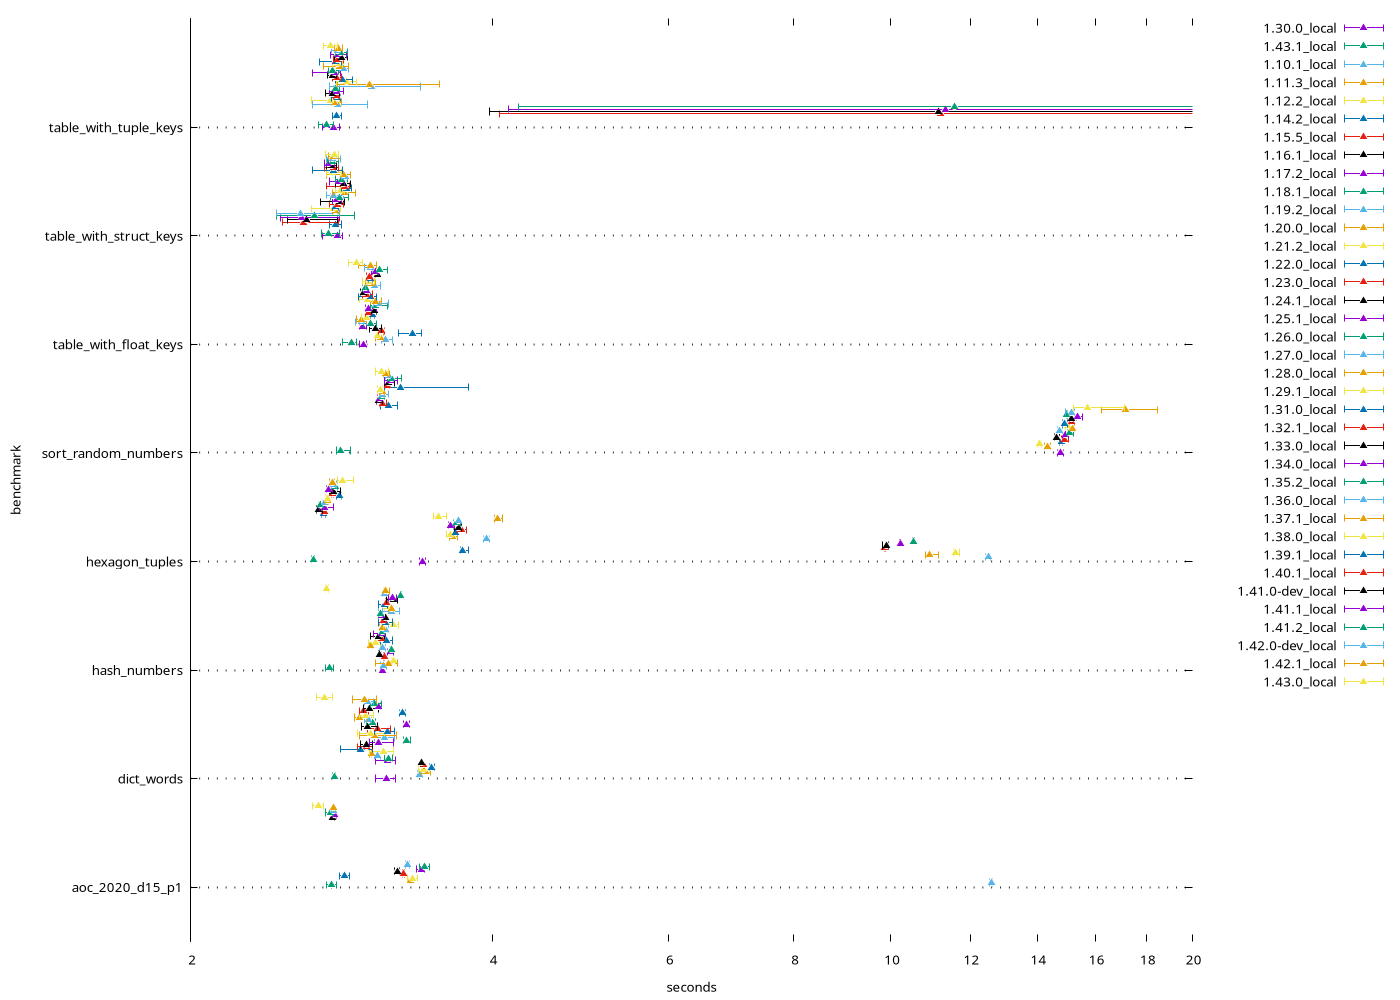 1.30.0_local
1.43.1_local
1.10.1_local
1.11.3_local
1.12.2_local
1.14.2_local
1.15.5_local
1.16.1_local
1.17.2_local
1.18.1_local
1.19.2_local
1.20.0_local
1.21.2_local
1.22.0_local
1.23.0_local
1.24.1_local
1.25.1_local
1.26.0_local
1.27.0_local
1.28.0_local
1.29.1_local
1.31.0_local
1.32.1_local
1.33.0_local
1.34.0_local
1.35.2_local
1.36.0_local
1.37.1_local
1.38.0_local
1.39.1_local
1.40.1_local
1.41.0-dev_local
1.41.1_local
1.41.2_local
1.42.0-dev_local
1.42.1_local
1.43.0_local
table_with_tuple_keys
table_with_struct_keys
table_with_float_keys
sort_random_numbers
hexagon_tuples
hash_numbers
dict_words
aoc_2020_d15_p1
benchmark
2 4 6 8 10 12 14 16 18 20
seconds